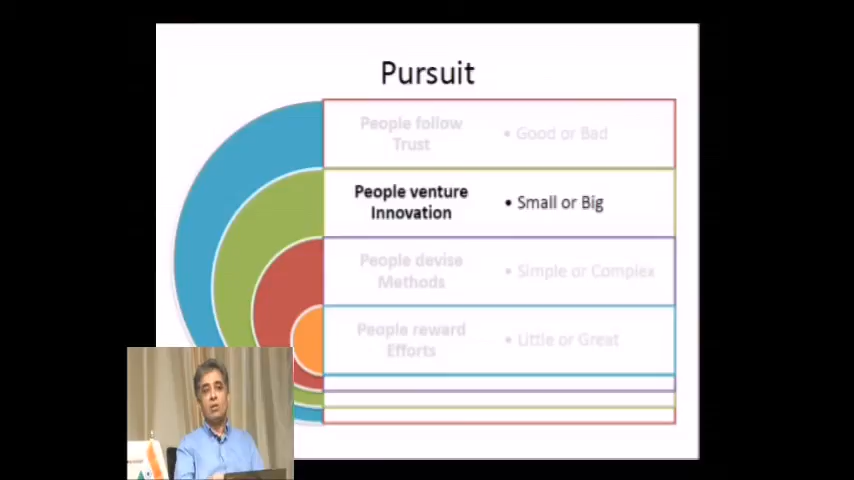 Pursuit
People follow
Trust
• Good or Bad
People venture
Innovation
• Small or Big
People devise
Methods
• Simple or Complex
People reward
Efforts
• Little or Great